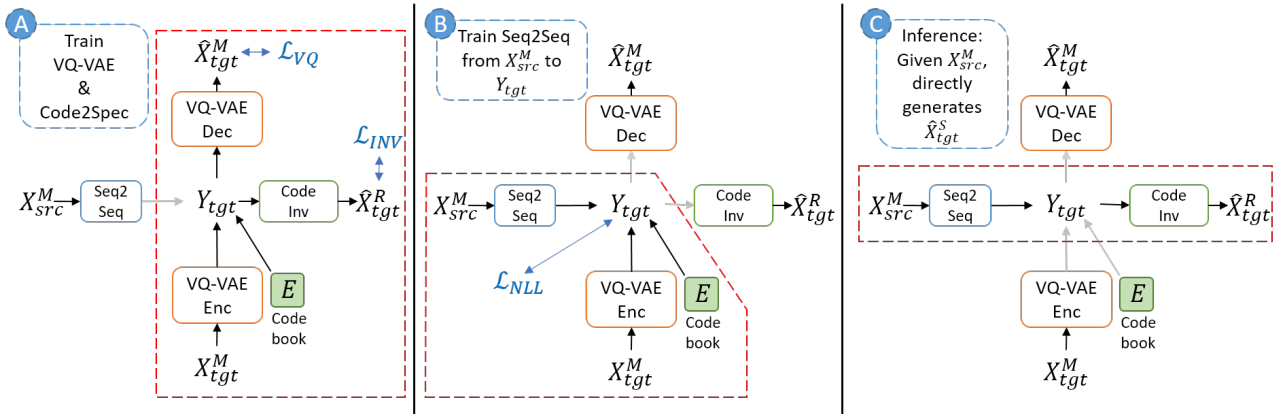 A
Train
VQ-VAE
&
Code2Spec
X̂^M_tgt
ℒ_VQ
VQ-VAE
Dec
ℒ_INV
X^M_src
Seq2
Seq
Y_tgt
Code
Inv
X̂^R_tgt
VQ-VAE
Enc
E
Code
book
X^M_tgt
B
Train Seq2Seq
from X^M_src to
Y_tgt
X̂^M_tgt
VQ-VAE
Dec
X^M_src
Seq2
Seq
Y_tgt
Code
Inv
X̂^R_tgt
ℒ_NLL
VQ-VAE
Enc
E
Code
book
X^M_tgt
C
Inference:
Given X^M_src,
directly
generates
X̂^S_tgt
X̂^M_tgt
VQ-VAE
Dec
X^M_src
Seq2
Seq
Y_tgt
Code
Inv
X̂^R_tgt
VQ-VAE
Enc
E
Code
book
X^M_tgt